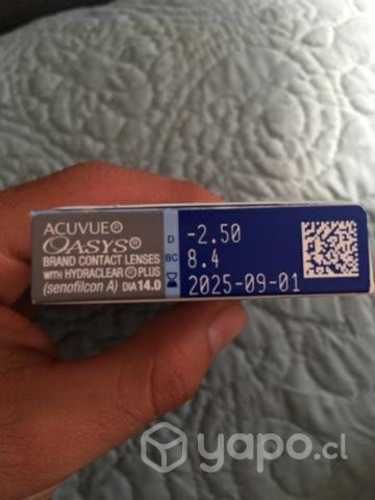 ACUVUE®
OASYS®
BRAND CONTACT LENSES
WITH HYDRACLEAR® PLUS
(senofilcon A) DIA 14.0
D -2.50
BC 8.4
2025-09-01
yapo.cl